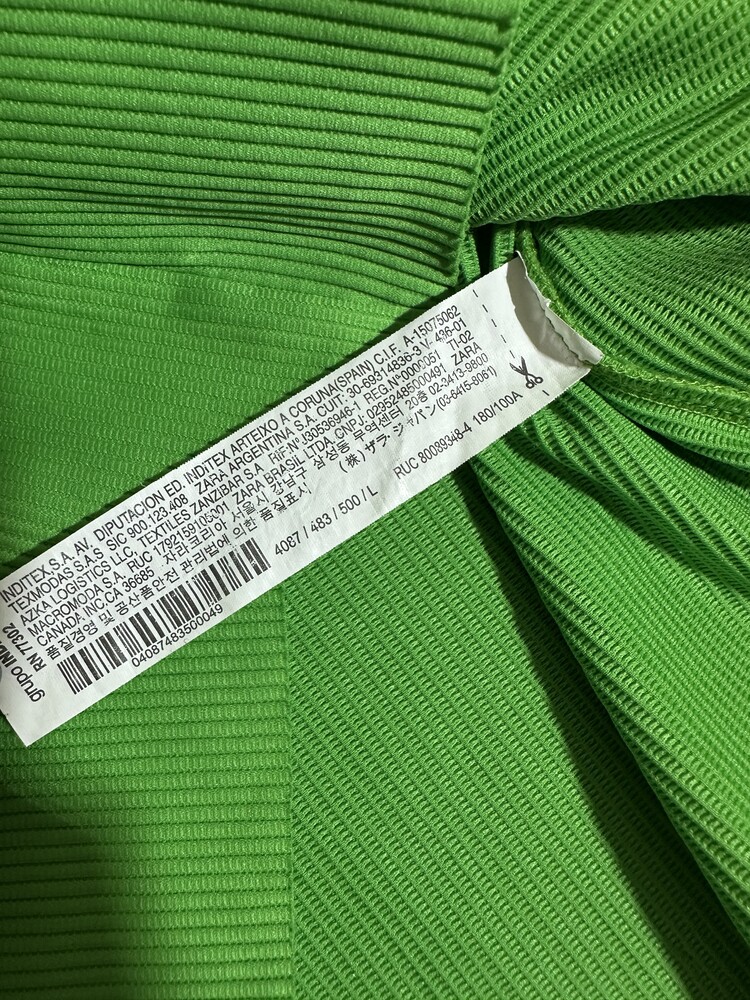 INDITEX S.A. AV. DIPUTACION ED. INDITEX ARTEIXO A CORUNA(SPAIN) C.I.F. A-15075062
TEXMODAS S.A.S SIC 900.123.408 ZARA ARGENTINA S.A. CUIT: 30-69314836-3 V- 436-01
AZKA LOGISTICS LLC, TEXTILES ZANZIBAR S.A RIF:Nº J30536946-1 REG.Nº0000051 TI-02
MACROMODA S.A. RUC 1792159105001 ZARA BRASIL LTDA, CNPJ: 02952485000491 ZARA
CANADA, INC.CA 36685 자라코리아 서울시 강남구 삼성동 무역센터 20층 02-3413-9800
품질경영 및 공산품안전 관리법에 의한 품질표시 (株) ザラ・ジャパン(03-6415-8061)
RN 77302
grupo
4087 / 483 / 500 / L
RUC 80089348-4 180/100A
04087483500049